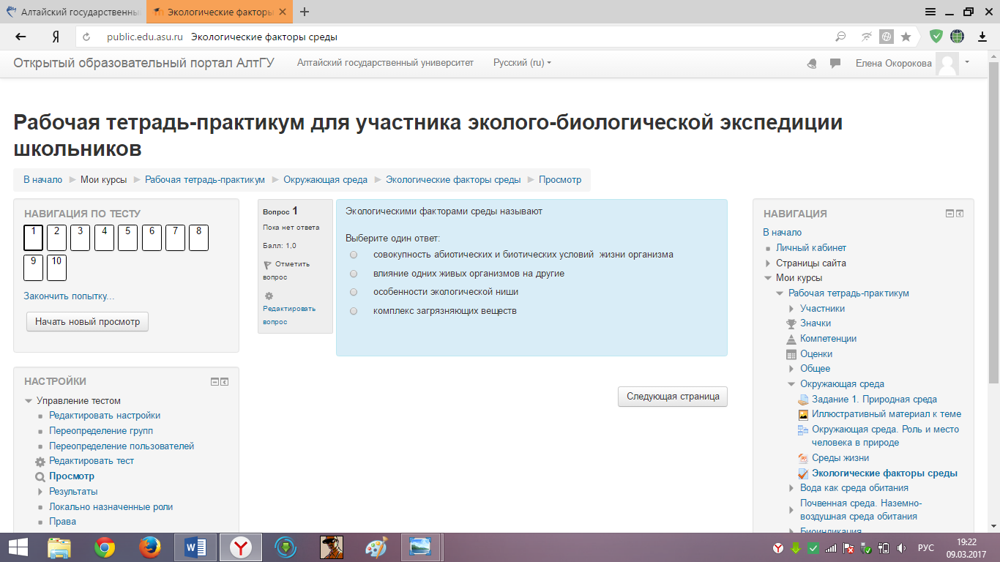 Алтайский государственны
Экологические факторы
public.edu.asu.ru Экологические факторы среды
Открытый образовательный портал АлтГУ
Алтайский государственный университет
Русский (ru)
Елена Окорокова
Рабочая тетрадь-практикум для участника эколого-биологической экспедиции
школьников
В начало
Мои курсы
Рабочая тетрадь-практикум
Окружающая среда
Экологические факторы среды
Просмотр
НАВИГАЦИЯ ПО ТЕСТУ
1 2 3 4 5 6 7 8
9 10
Закончить попытку...
Начать новый просмотр
НАСТРОЙКИ
Управление тестом
Редактировать настройки
Переопределение групп
Переопределение пользователей
Редактировать тест
Просмотр
Результаты
Локально назначенные роли
Права
Вопрос 1
Пока нет ответа
Балл: 1,0
Отметить
вопрос
Редактировать
вопрос
Экологическими факторами среды называют
Выберите один ответ:
совокупность абиотических и биотических условий жизни организма
влияние одних живых организмов на другие
особенности экологической ниши
комплекс загрязняющих веществ
Следующая страница
НАВИГАЦИЯ
В начало
Личный кабинет
Страницы сайта
Мои курсы
Рабочая тетрадь-практикум
Участники
Значки
Компетенции
Оценки
Общее
Окружающая среда
Задание 1. Природная среда
Иллюстративный материал к теме
Окружающая среда. Роль и место
человека в природе
Среды жизни
Экологические факторы среды
Вода как среда обитания
Почвенная среда. Наземно-
воздушная среда обитания
Биоиндикация
РУС
19:22
09.03.2017